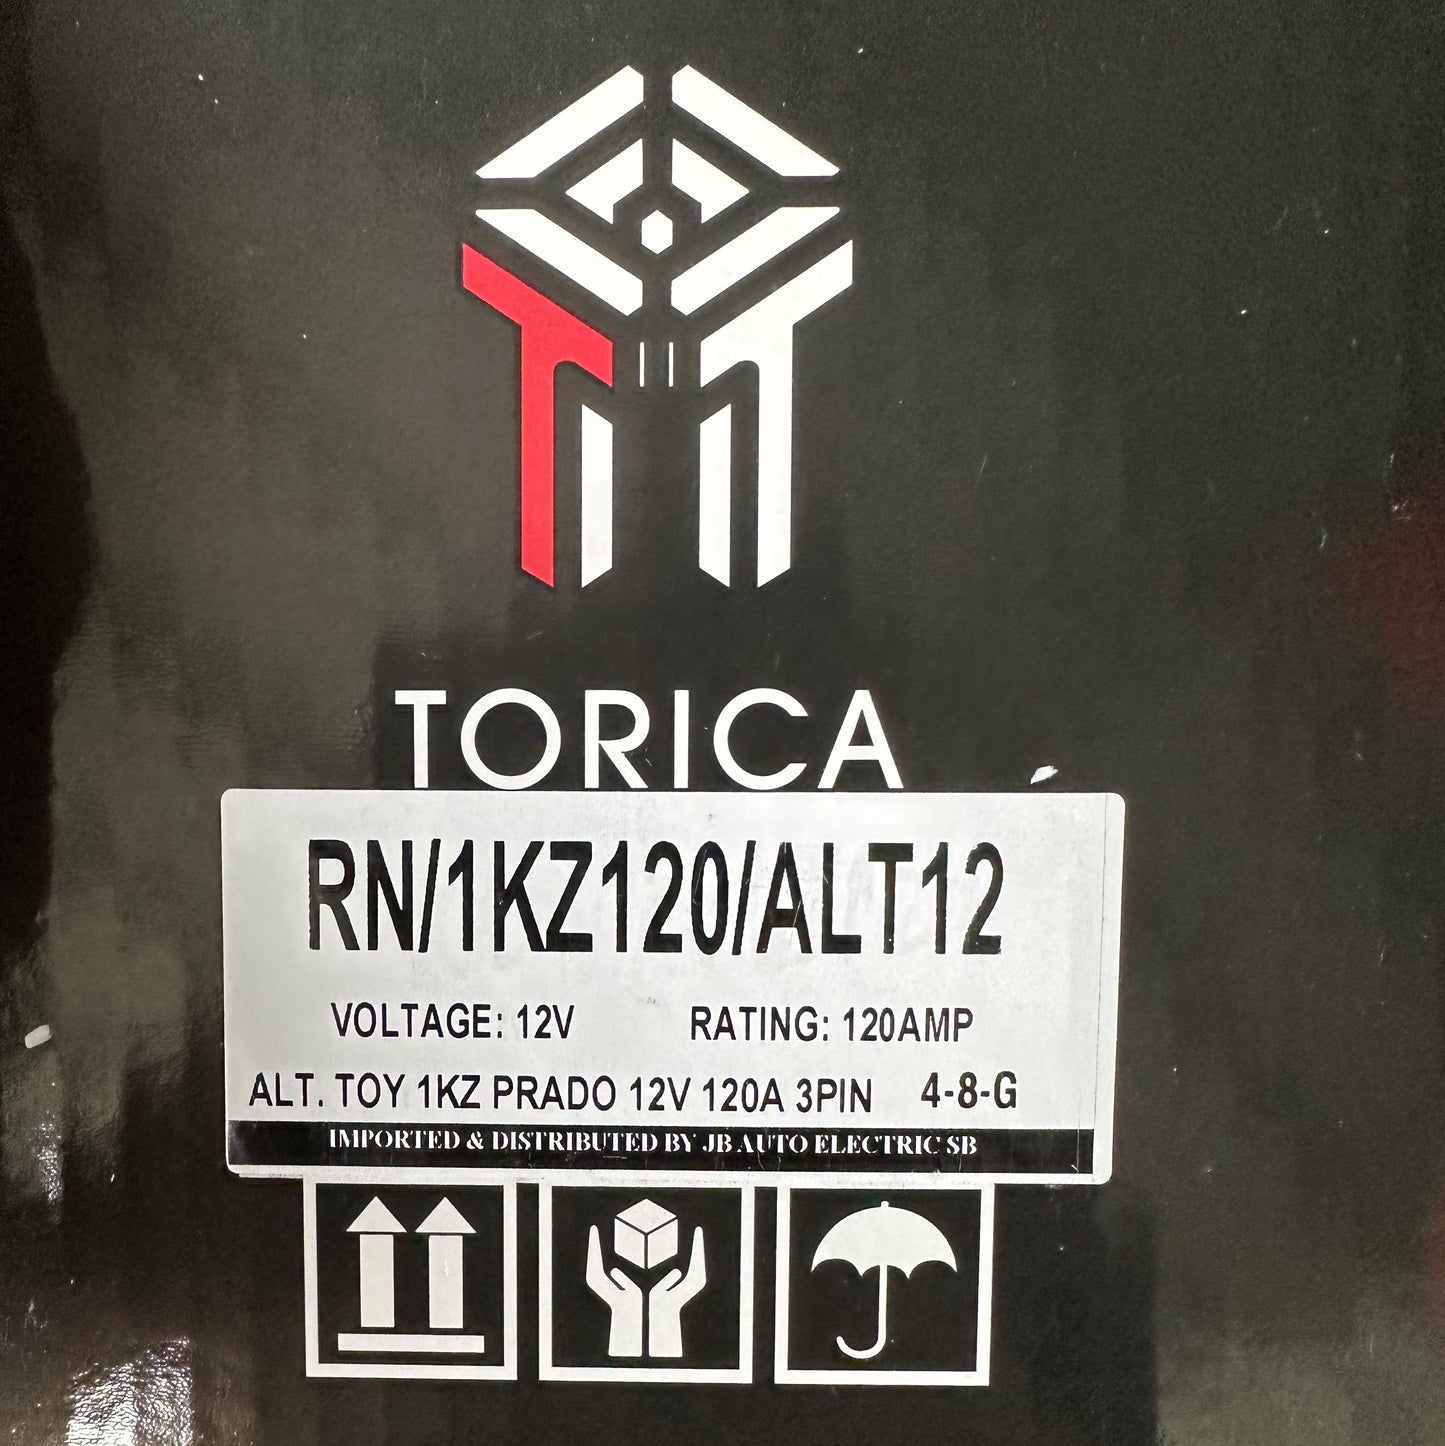 TORICA
RN/1KZ120/ALT12
VOLTAGE: 12V RATING: 120AMP
ALT. TOY 1KZ PRADO 12V 120A 3PIN 4-8-G
IMPORTED & DISTRIBUTED BY JB AUTO ELECTRIC SB